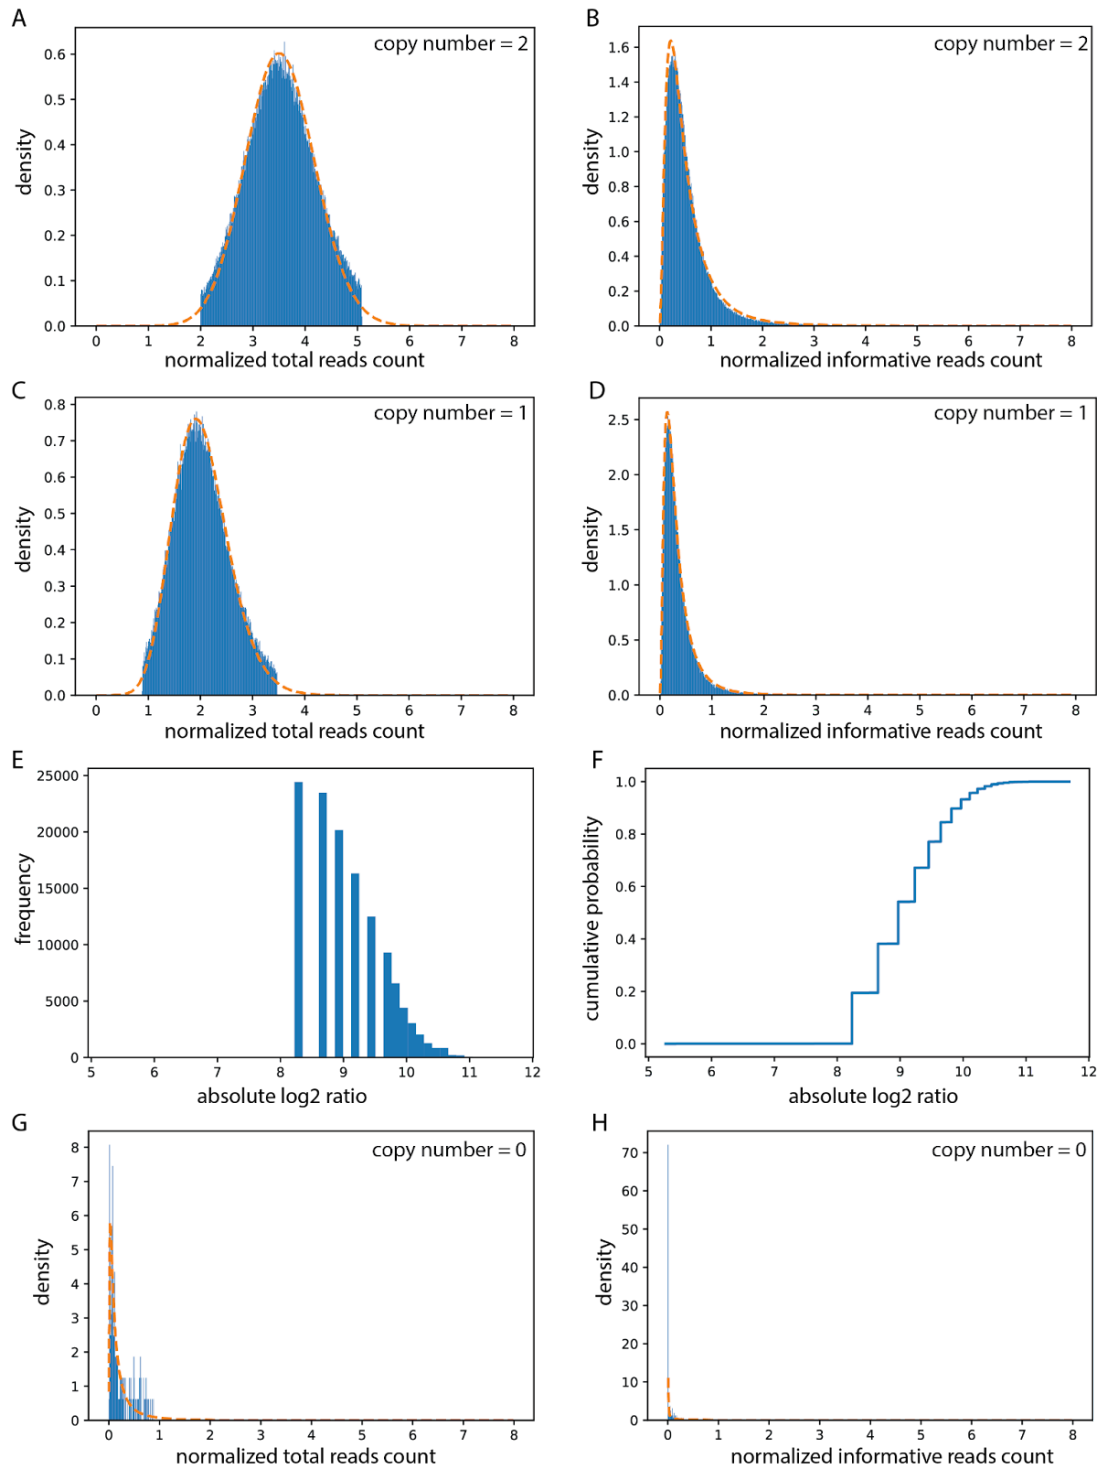 A
copy number = 2
density
0.6
0.5
0.4
0.3
0.2
0.1
0.0
0 1 2 3 4 5 6 7 8
normalized total reads count
B
copy number = 2
density
1.6
1.4
1.2
1.0
0.8
0.6
0.4
0.2
0.0
0 1 2 3 4 5 6 7 8
normalized informative reads count
C
copy number = 1
density
0.8
0.7
0.6
0.5
0.4
0.3
0.2
0.1
0.0
0 1 2 3 4 5 6 7 8
normalized total reads count
D
copy number = 1
density
2.5
2.0
1.5
1.0
0.5
0.0
0 1 2 3 4 5 6 7 8
normalized informative reads count
E
frequency
25000
20000
15000
10000
5000
0
5 6 7 8 9 10 11 12
absolute log2 ratio
F
cumulative probability
1.0
0.8
0.6
0.4
0.2
0.0
5 6 7 8 9 10 11 12
absolute log2 ratio
G
copy number = 0
density
8
7
6
5
4
3
2
1
0
0 1 2 3 4 5 6 7 8
normalized total reads count
H
copy number = 0
density
70
60
50
40
30
20
10
0
0 1 2 3 4 5 6 7 8
normalized informative reads count